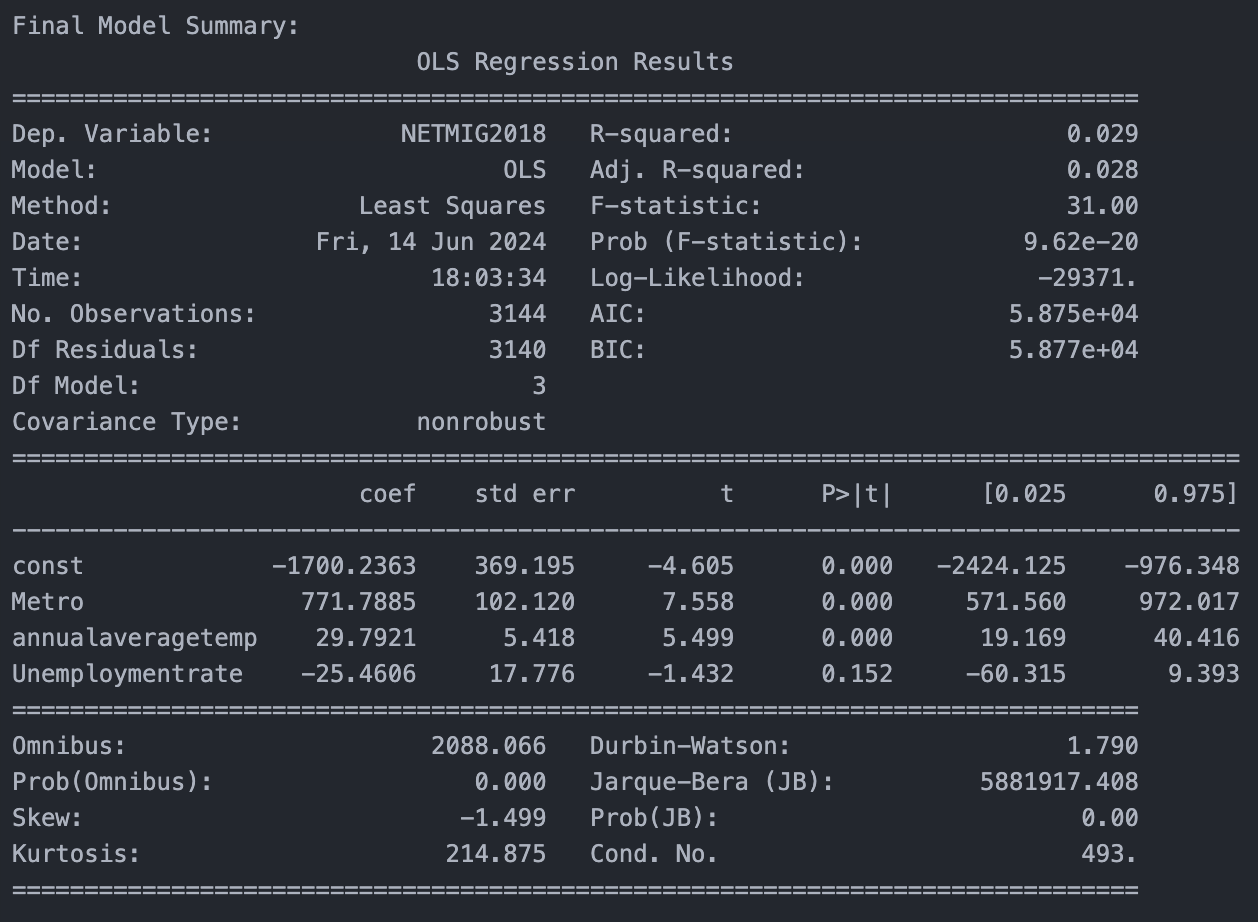 Final Model Summary:
                            OLS Regression Results
==============================================================================
Dep. Variable:             NETMIG2018   R-squared:                       0.029
Model:                            OLS   Adj. R-squared:                  0.028
Method:                 Least Squares   F-statistic:                     31.00
Date:                Fri, 14 Jun 2024   Prob (F-statistic):           9.62e-20
Time:                        18:03:34   Log-Likelihood:                -29371.
No. Observations:                3144   AIC:                         5.875e+04
Df Residuals:                    3140   BIC:                         5.877e+04
Df Model:                           3
Covariance Type:            nonrobust
=====================================================================================
                        coef    std err          t      P>|t|      [0.025      0.975]
-------------------------------------------------------------------------------------
const             -1700.2363    369.195     -4.605      0.000   -2424.125    -976.348
Metro               771.7885    102.120      7.558      0.000     571.560     972.017
annualaveragetemp    29.7921      5.418      5.499      0.000      19.169      40.416
Unemploymentrate    -25.4606     17.776     -1.432      0.152     -60.315       9.393
==============================================================================
Omnibus:                     2088.066   Durbin-Watson:                   1.790
Prob(Omnibus):                  0.000   Jarque-Bera (JB):          5881917.408
Skew:                          -1.499   Prob(JB):                         0.00
Kurtosis:                     214.875   Cond. No.                         493.
==============================================================================